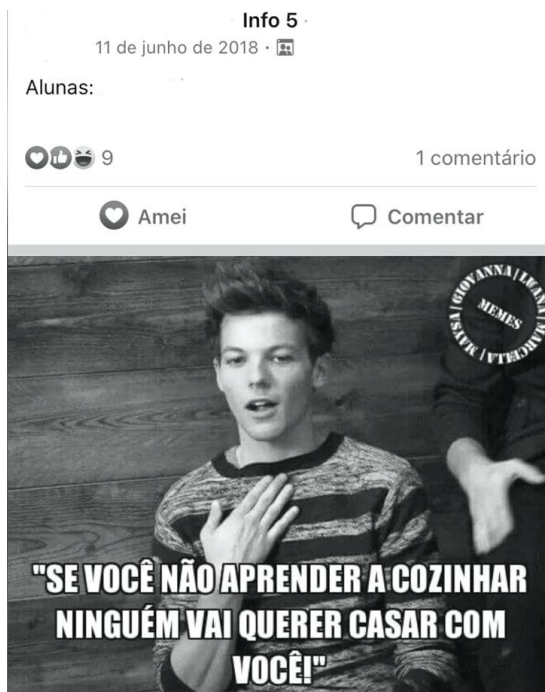 Info 5
11 de junho de 2018 ·
Alunas:
9
1 comentário
Amei
Comentar
GIOVANNA | LUANA | MARCELLA | MAYSA |
MEMES
"SE VOCÊ NÃO APRENDER A COZINHAR
NINGUÉM VAI QUERER CASAR COM
VOCÊ!"